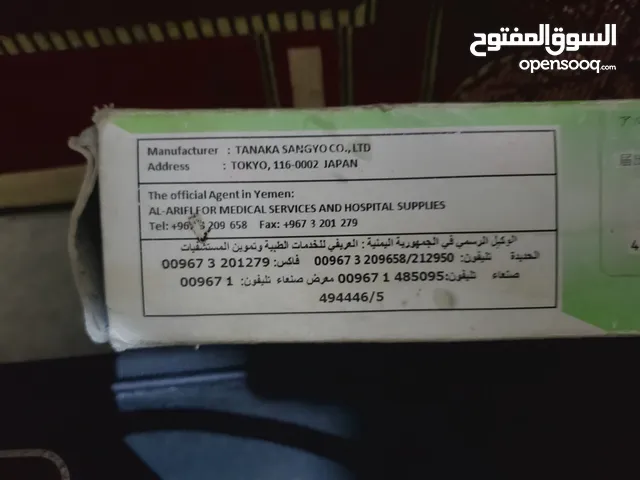 السوق المفتوح
opensooq.com
Manufacturer : TANAKA SANGYO CO.,LTD
Address : TOKYO, 116-0002 JAPAN
The official Agent in Yemen:
AL-ARIFI FOR MEDICAL SERVICES AND HOSPITAL SUPPLIES
Tel: +967 3 209 658 Fax: +967 3 201 279
الوكيل الرسمي في الجمهورية اليمنية : العريفي للخدمات الطبية وتموين المستشفيات
الحديدة تليفون: 00967 3 209658/212950 فاكس: 00967 3 201279
صنعاء تليفون: 00967 1 485095 معرض صنعاء تليفون: 00967 1
494446/5
4